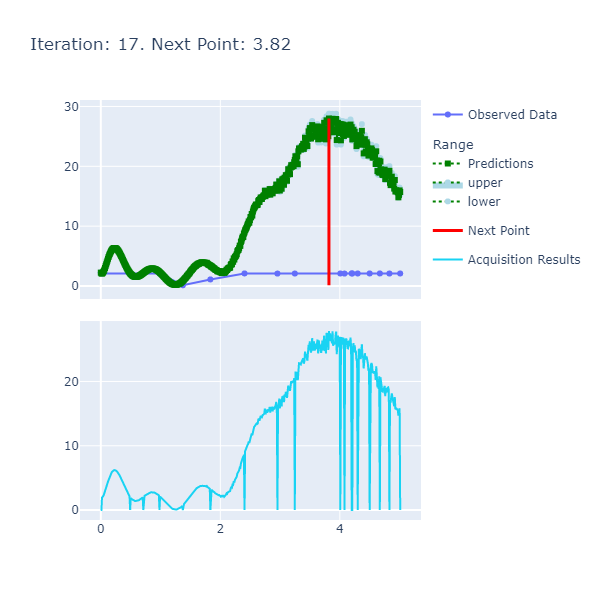 Iteration: 17. Next Point: 3.82
30
20
10
0
Observed Data
Range
Predictions
upper
lower
Next Point
Acquisition Results
20
10
0
0 2 4